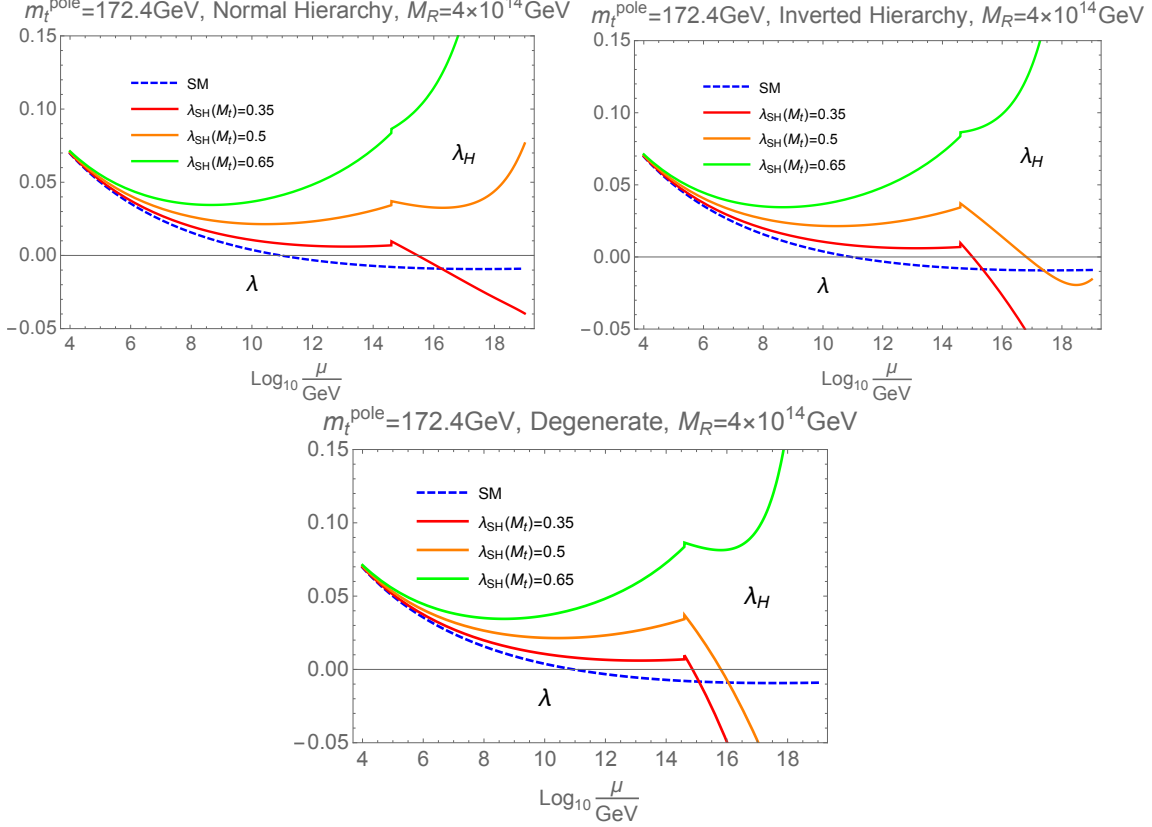 m_t^pole=172.4GeV, Normal Hierarchy, M_R=4×10^14GeV
0.15
0.10
0.05
0.00
−0.05
SM
λ_SH(M_t)=0.35
λ_SH(M_t)=0.5
λ_SH(M_t)=0.65
λ_H
λ
4 6 8 10 12 14 16 18
Log_10 μ/GeV
m_t^pole=172.4GeV, Inverted Hierarchy, M_R=4×10^14GeV
0.15
0.10
0.05
0.00
−0.05
SM
λ_SH(M_t)=0.35
λ_SH(M_t)=0.5
λ_SH(M_t)=0.65
λ_H
λ
4 6 8 10 12 14 16 18
Log_10 μ/GeV
m_t^pole=172.4GeV, Degenerate, M_R=4×10^14GeV
0.15
0.10
0.05
0.00
−0.05
SM
λ_SH(M_t)=0.35
λ_SH(M_t)=0.5
λ_SH(M_t)=0.65
λ_H
λ
4 6 8 10 12 14 16 18
Log_10 μ/GeV